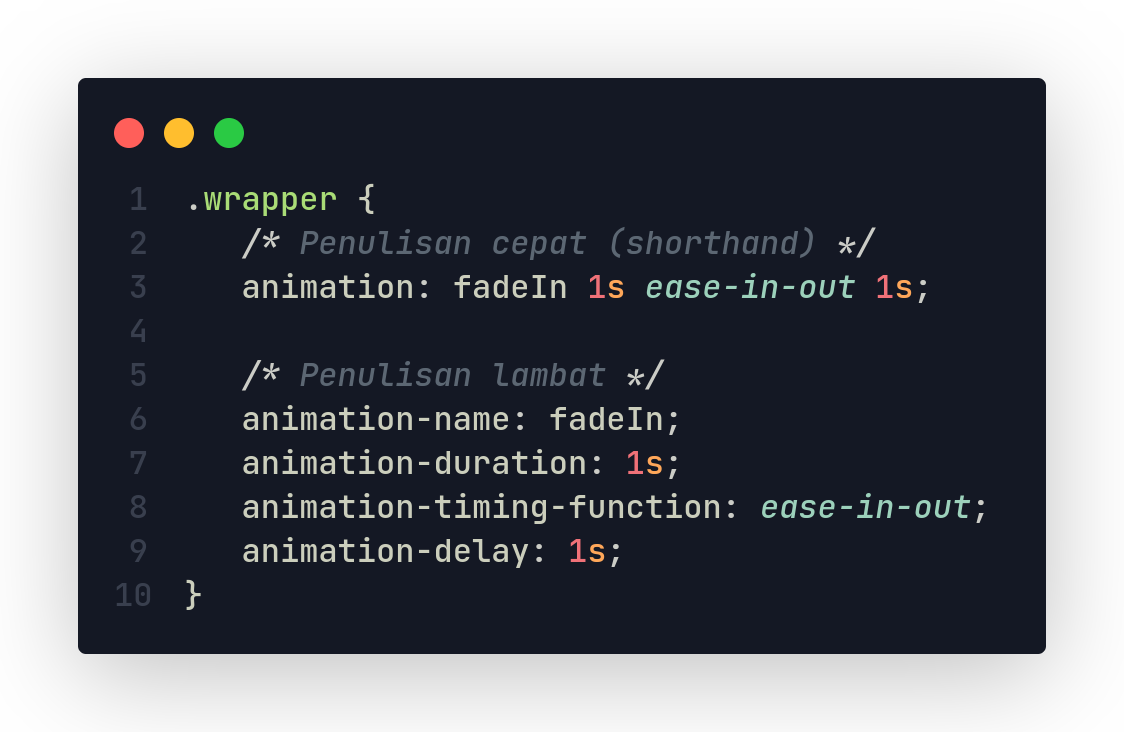 1 .wrapper {
2 /* Penulisan cepat (shorthand) */
3 animation: fadeIn 1s ease-in-out 1s;
4
5 /* Penulisan lambat */
6 animation-name: fadeIn;
7 animation-duration: 1s;
8 animation-timing-function: ease-in-out;
9 animation-delay: 1s;
10 }